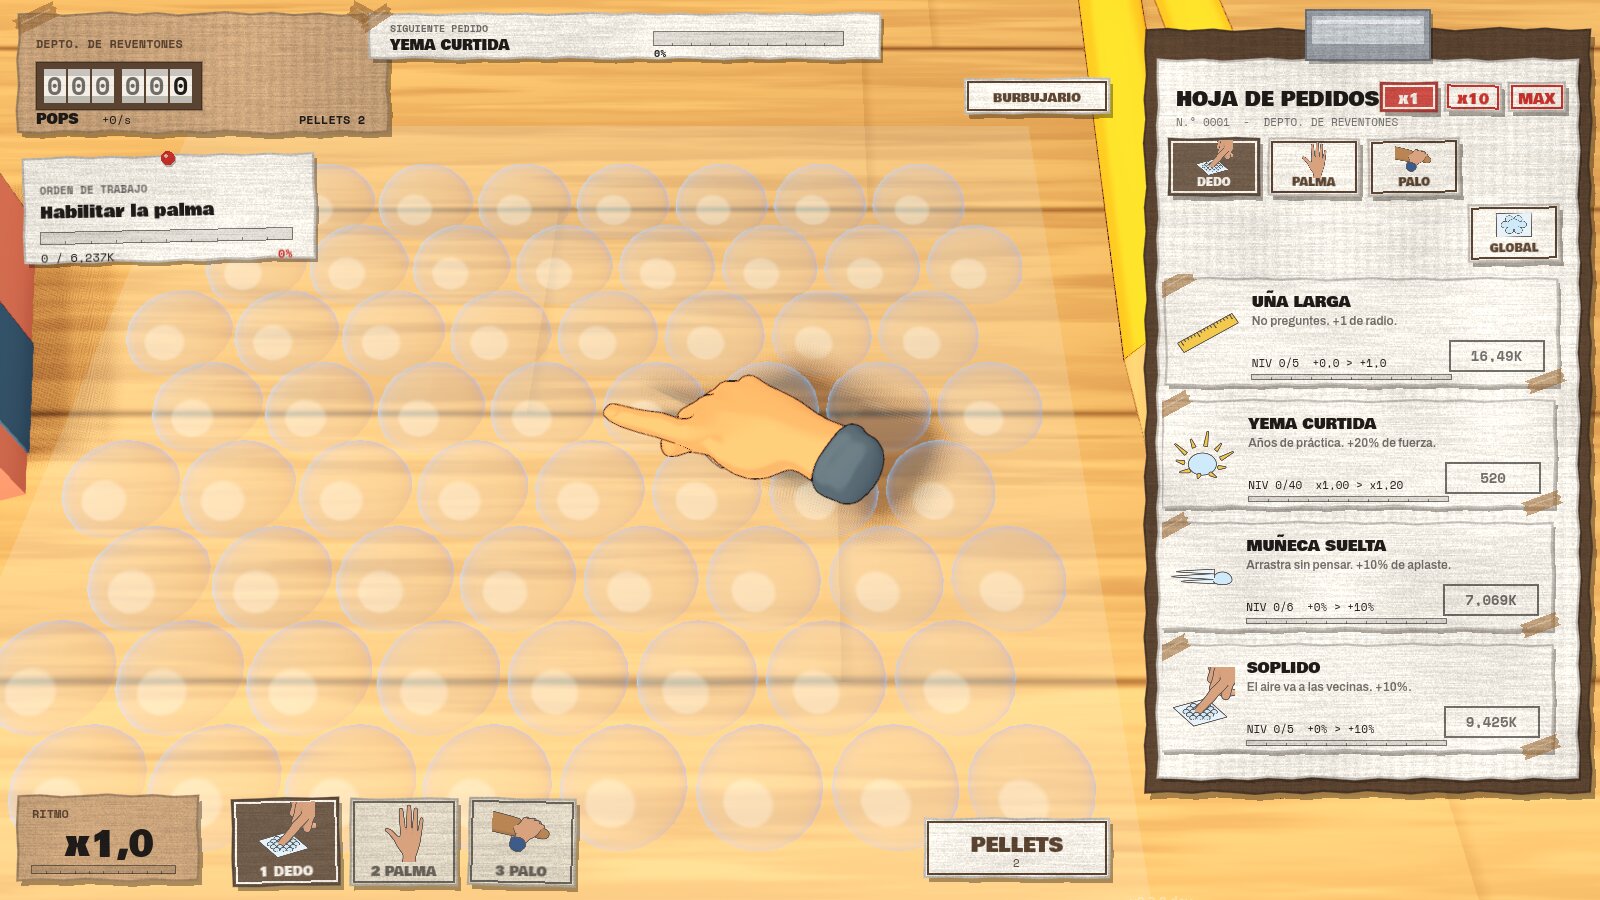 DEPTO. DE REVENTONES
000000
POPS +0/s PELLETS 2
SIGUIENTE PEDIDO
YEMA CURTIDA
0%
BURBUJARIO
ORDEN DE TRABAJO
Habilitar la palma
0 / 6,237K 0%
HOJA DE PEDIDOS x1 x10 MAX
N.° 0001 - DEPTO. DE REVENTONES
DEDO PALMA PALO
GLOBAL
UÑA LARGA
No preguntes. +1 de radio.
NIV 0/5 +0,0 > +1,0 16,49K
YEMA CURTIDA
Años de práctica. +20% de fuerza.
NIV 0/40 x1,00 > x1,20 520
MUÑECA SUELTA
Arrastra sin pensar. +10% de aplaste.
NIV 0/6 +0% > +10% 7,069K
SOPLIDO
El aire va a las vecinas. +10%.
NIV 0/5 +0% > +10% 9,425K
RITMO
x1,0
1 DEDO 2 PALMA 3 PALO
PELLETS
2